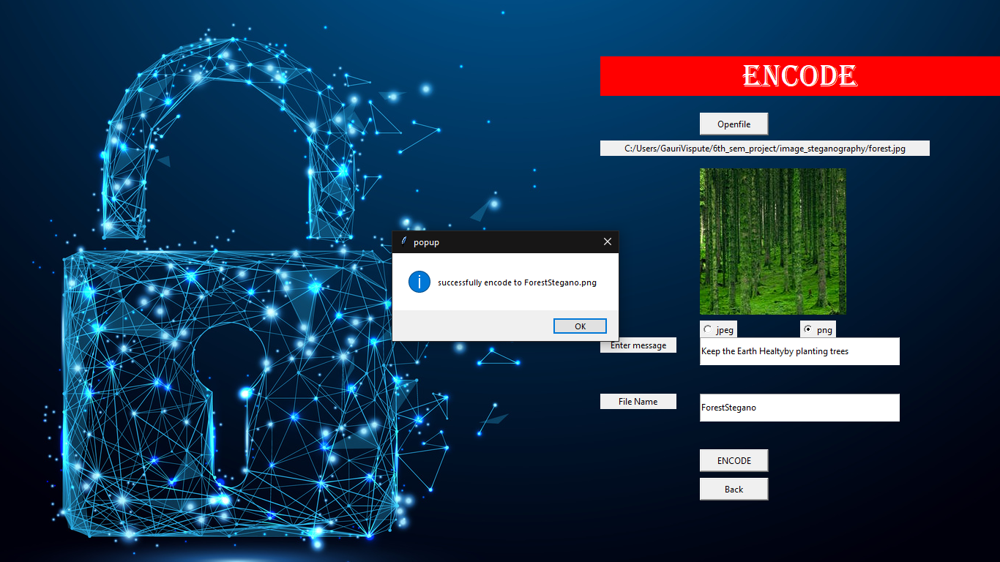 ENCODE
Openfile
C:/Users/GauriVispute/6th_sem_project/image_steganography/forest.jpg
popup
successfully encode to ForestStegano.png
OK
jpeg png
Enter message Keep the Earth Healtyby planting trees
File Name ForestStegano
ENCODE
Back